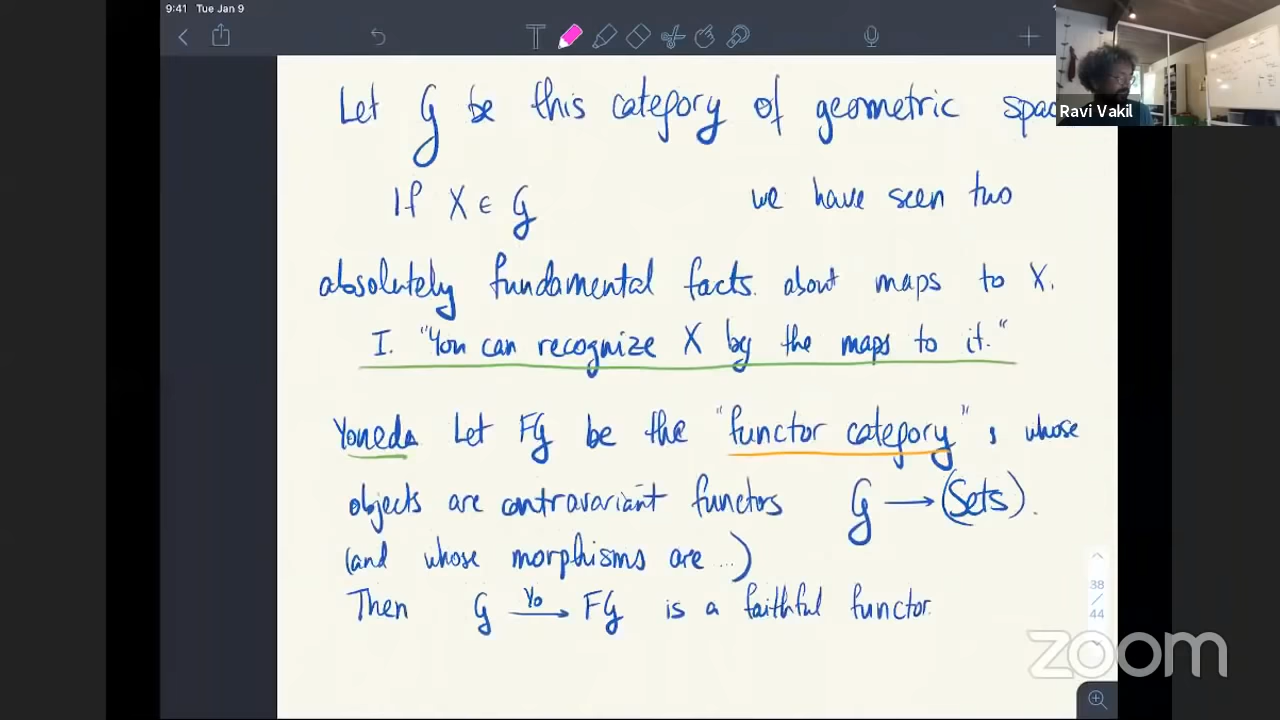 9:41 Tue Jan 9
Let G be this category of geometric spac
Ravi Vakil
If X ∈ G we have seen two
absolutely fundamental facts. about maps to X.
I. "You can recognize X by the maps to it."
Yoneda Let FG be the "functor category", whose
objects are contravariant functors G → (Sets).
(and whose morphisms are ...)
Then G Yo→ FG is a faithful functor.
38
/
44
zoom